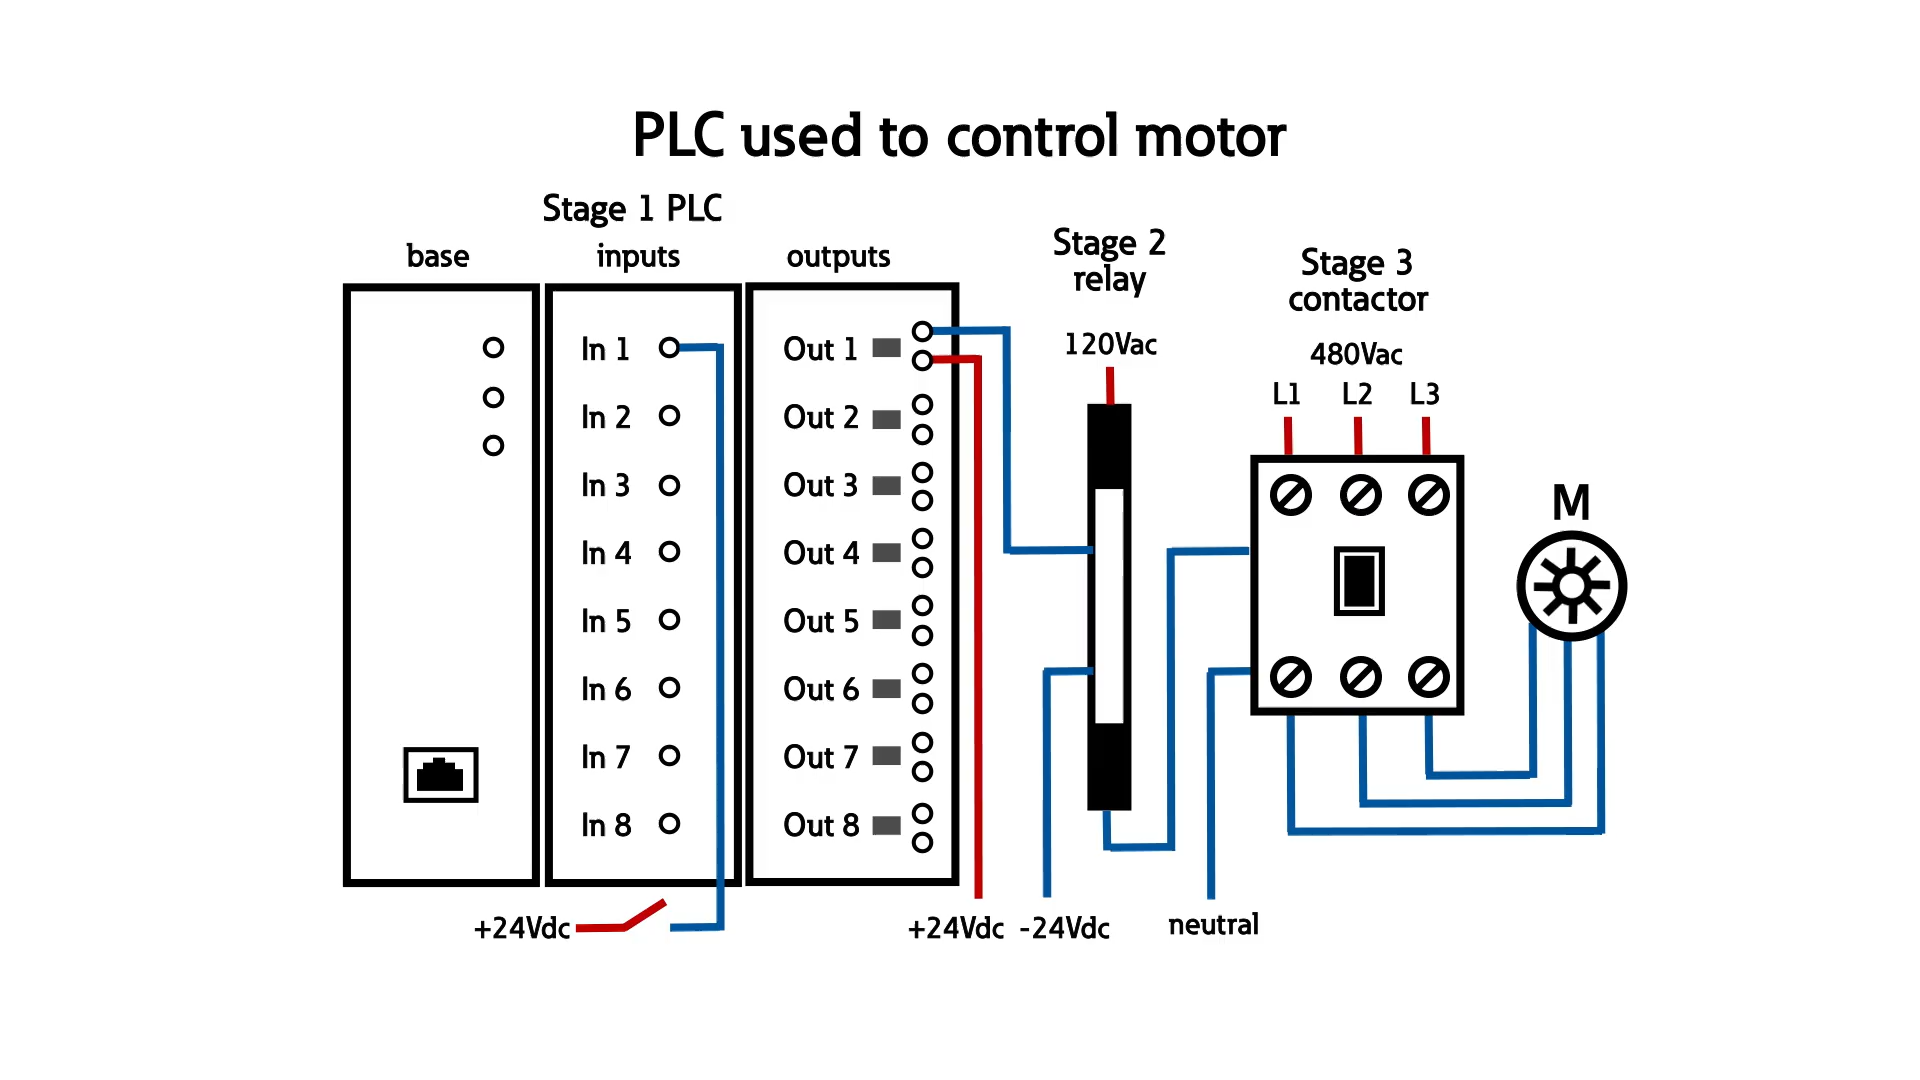 PLC used to control motor
Stage 1 PLC
base
inputs
outputs
Stage 2
relay
120Vac
Stage 3
contactor
480Vac
L1 L2 L3
M
In 1
In 2
In 3
In 4
In 5
In 6
In 7
In 8
Out 1
Out 2
Out 3
Out 4
Out 5
Out 6
Out 7
Out 8
+24Vdc
+24Vdc
-24Vdc
neutral